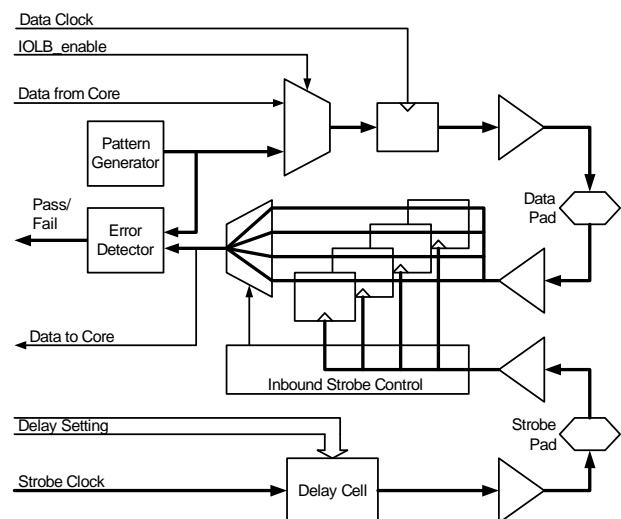 Data Clock
IOLB_enable
Data from Core
Pattern
Generator
Pass/
Fail
Error
Detector
Data
Pad
Data to Core
Inbound Strobe Control
Delay Setting
Strobe
Pad
Strobe Clock
Delay Cell